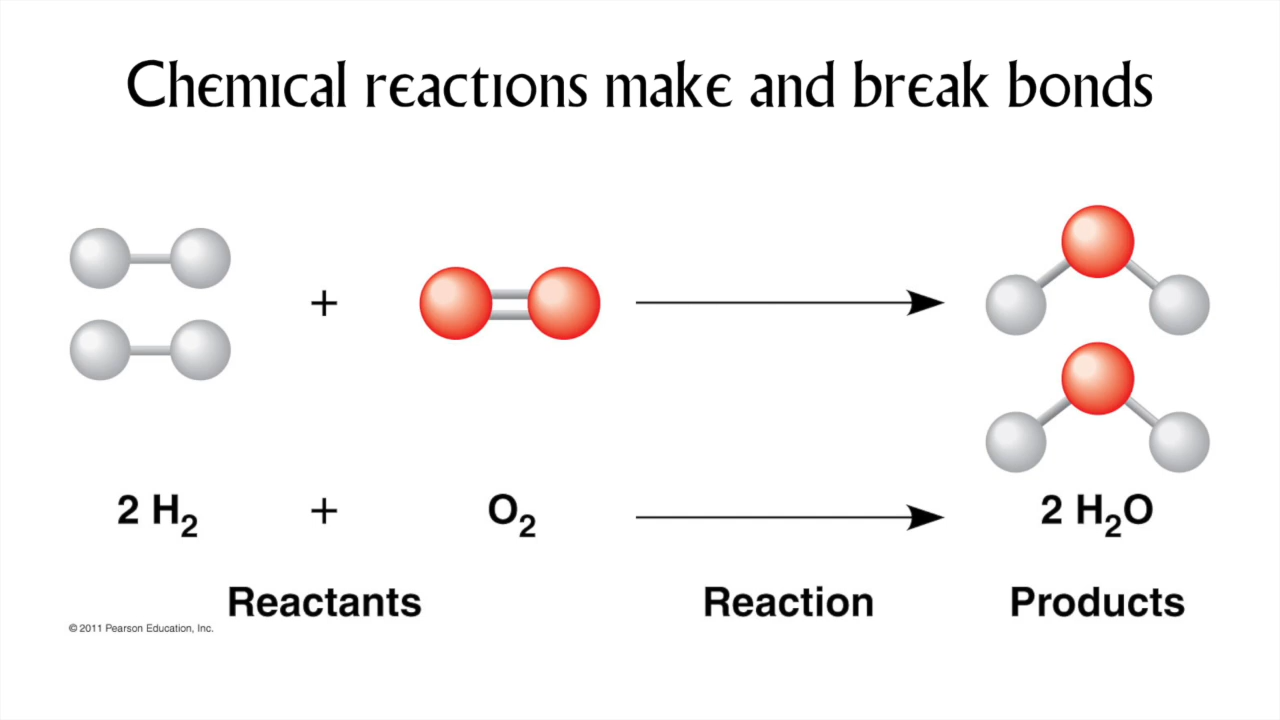 Chemical reactions make and break bonds
+
2 H₂ + O₂ 2 H₂O
Reactants Reaction Products
© 2011 Pearson Education, Inc.